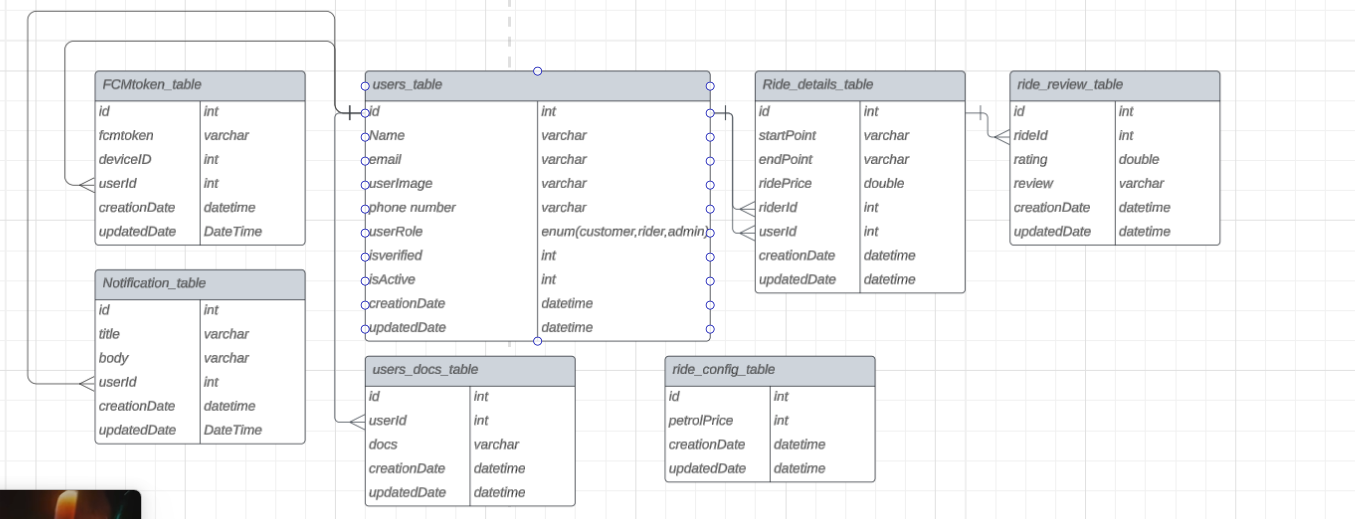 FCMtoken_table
id int
fcmtoken varchar
deviceID int
userId int
creationDate datetime
updatedDate DateTime
Notification_table
id int
title varchar
body varchar
userId int
creationDate datetime
updatedDate DateTime
users_table
id int
Name varchar
email varchar
userImage varchar
phone number varchar
userRole enum(customer,rider,admin)
isverified int
isActive int
creationDate datetime
updatedDate datetime
users_docs_table
id int
userId int
docs varchar
creationDate datetime
updatedDate datetime
Ride_details_table
id int
startPoint varchar
endPoint varchar
ridePrice double
riderId int
userId int
creationDate datetime
updatedDate datetime
ride_config_table
id int
petrolPrice int
creationDate datetime
updatedDate datetime
ride_review_table
id int
rideId int
rating double
review varchar
creationDate datetime
updatedDate datetime